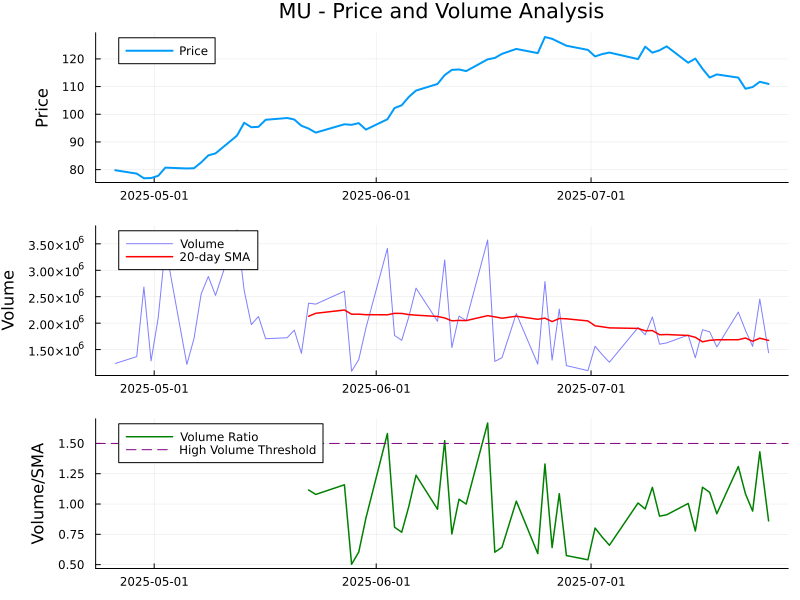 MU - Price and Volume Analysis
Price
120
110
100
90
80
Price
2025-05-01
2025-06-01
2025-07-01
Volume
20-day SMA
3.50×10⁶
3.00×10⁶
2.50×10⁶
2.00×10⁶
1.50×10⁶
Volume
2025-05-01
2025-06-01
2025-07-01
Volume Ratio
High Volume Threshold
1.50
1.25
1.00
0.75
0.50
Volume/SMA
2025-05-01
2025-06-01
2025-07-01